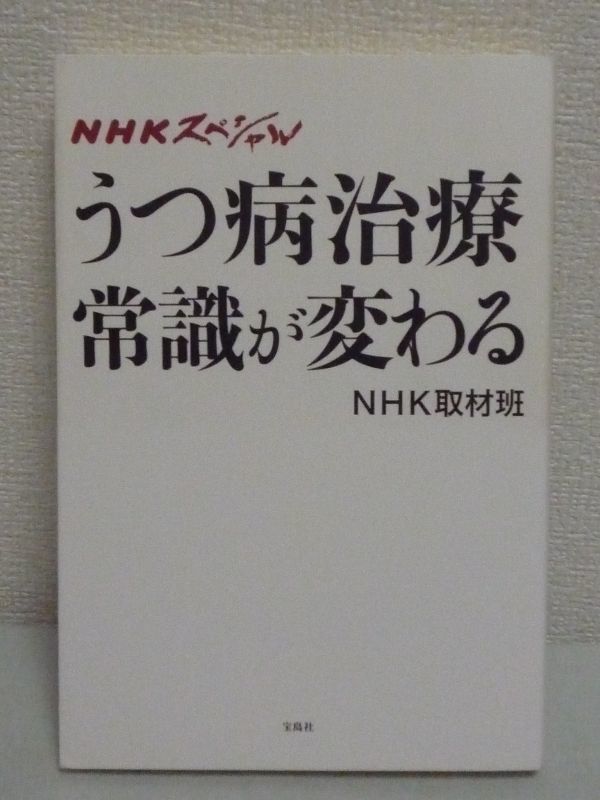 NHKスペシャル
うつ病治療
常識が変わる
NHK取材班
宝島社